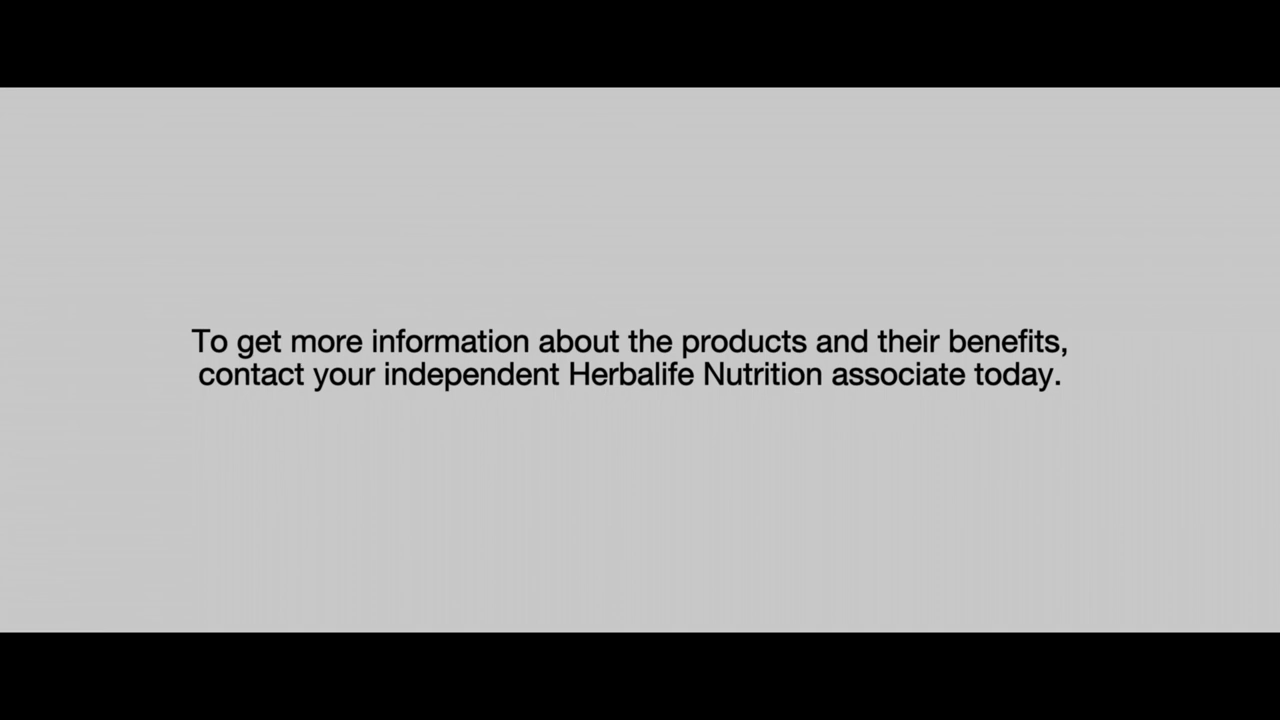 To get more information about the products and their benefits,
contact your independent Herbalife Nutrition associate today.